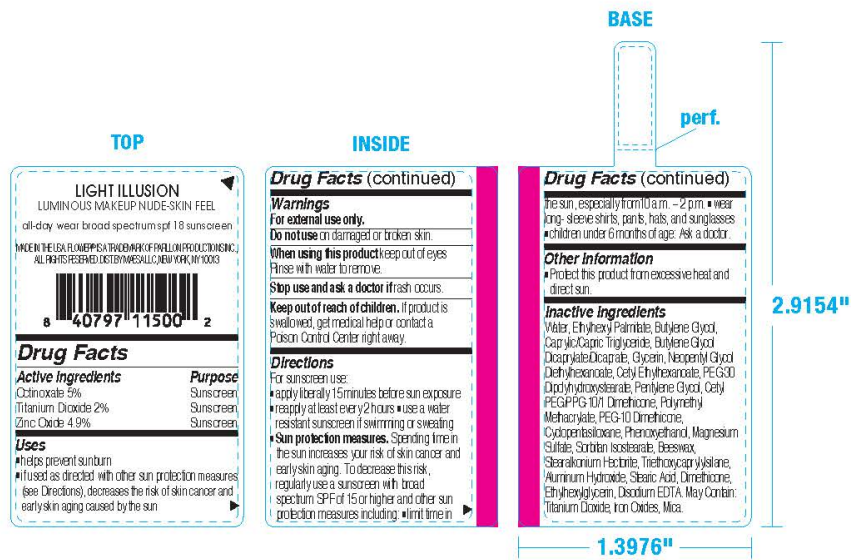 BASE
perf.
TOP
LIGHT ILLUSION
LUMINOUS MAKEUP NUDE-SKIN FEEL
all-day wear broad spectrum spf 18 sunscreen
MADE IN THE USA. FLOWER® IS A TRADEMARK OF PAPILLON PRODUCTIONS INC.,
ALL RIGHTS RESERVED. DIST. BY MAESA LLC, NEW YORK, NY 10013
8 40797 11500 2
Drug Facts
Active ingredients Purpose
Octinoxate 5% Sunscreen
Titanium Dioxide 2% Sunscreen
Zinc Oxide 4.9% Sunscreen
Uses
▪ helps prevent sunburn
▪ if used as directed with other sun protection measures
(see Directions), decreases the risk of skin cancer and
early skin aging caused by the sun
INSIDE
Drug Facts (continued)
Warnings
For external use only.
Do not use on damaged or broken skin.
When using this product keep out of eyes
Rinse with water to remove.
Stop use and ask a doctor if rash occurs.
Keep out of reach of children. If product is
swallowed, get medical help or contact a
Poison Control Center right away.
Directions
For sunscreen use:
▪ apply liberally 15 minutes before sun exposure
▪ reapply at least every 2 hours ▪ use a water
resistant sunscreen if swimming or sweating
▪ Sun protection measures. Spending time in
the sun increases your risk of skin cancer and
early skin aging. To decrease this risk,
regularly use a sunscreen with broad
spectrum SPF of 15 or higher and other sun
protection measures including: ▪ limit time in
Drug Facts (continued)
the sun, especially from 10 a.m. – 2 p.m. ▪ wear
long- sleeve shirts, pants, hats, and sunglasses
▪ children under 6 months of age: Ask a doctor.
Other information
▪ Protect this product from excessive heat and
direct sun.
Inactive ingredients
Water, Ethylhexyl Palmitate, Butylene Glycol,
Caprylic/Capric Triglyceride, Butylene Glycol
Dicaprylate/Dicaprate, Glycerin, Neopentyl Glycol
Diethylhexanoate, Cetyl Ethylhexanoate, PEG-30
Dipolyhydroxystearate, Pentylene Glycol, Cetyl
PEG/PPG-10/1 Dimethicone, Polymethyl
Methacrylate, PEG-10 Dimethicone,
Cyclopentasiloxane, Phenoxyethanol, Magnesium
Sulfate, Sorbitan Isostearate, Beeswax,
Stearalkonium Hectorite, Triethoxycaprylylsilane,
Aluminum Hydroxide, Stearic Acid, Dimethicone,
Ethylhexylglycerin, Disodium EDTA. May Contain:
Titanium Dioxide, Iron Oxides, Mica.
2.9154"
1.3976"